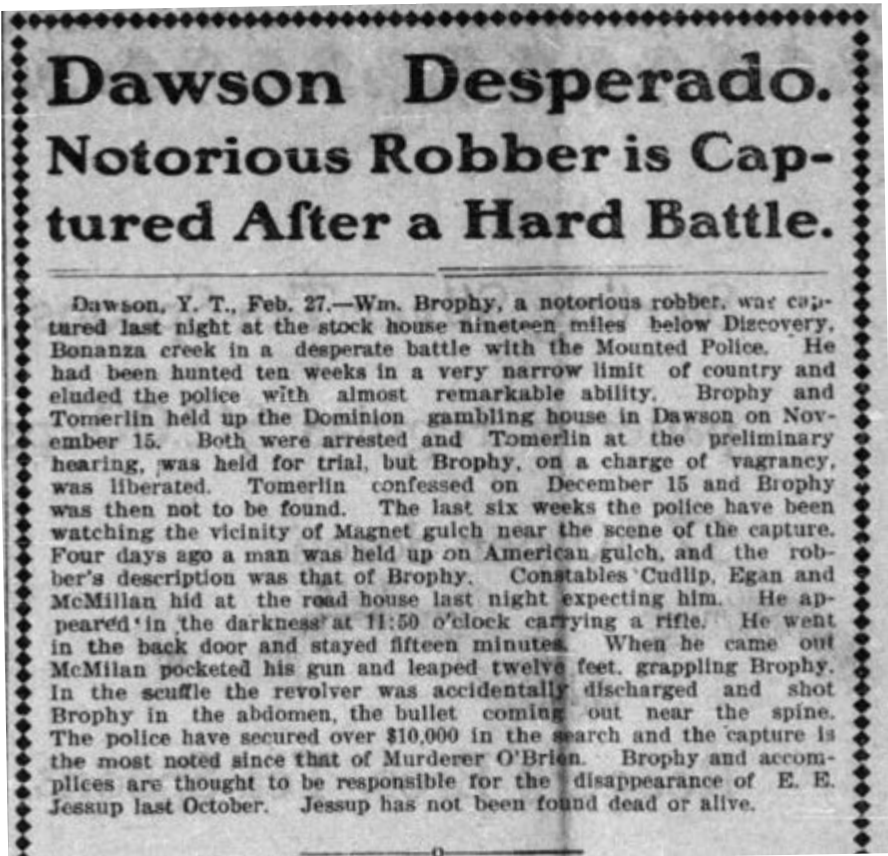 Dawson Desperado.
Notorious Robber is Cap-
tured After a Hard Battle.
Dawson, Y. T., Feb. 27.—Wm. Brophy, a notorious robber, was cap-
tured last night at the stock house nineteen miles below Discovery,
Bonanza creek in a desperate battle with the Mounted Police. He
had been hunted ten weeks in a very narrow limit of country and
eluded the police with almost remarkable ability. Brophy and
Tomerlin held up the Dominion gambling house in Dawson on Nov-
ember 15. Both were arrested and Tomerlin at the preliminary
hearing, was held for trial, but Brophy, on a charge of vagrancy,
was liberated. Tomerlin confessed on December 15 and Brophy
was then not to be found. The last six weeks the police have been
watching the vicinity of Magnet gulch near the scene of the capture.
Four days ago a man was held up on American gulch, and the rob-
ber's description was that of Brophy. Constables Cudlip, Egan and
McMillan hid at the road house last night expecting him. He ap-
peared in the darkness at 11:50 o'clock carrying a rifle. He went
in the back door and stayed fifteen minutes. When he came out
McMilan pocketed his gun and leaped twelve feet, grappling Brophy.
In the scuffle the revolver was accidentally discharged and shot
Brophy in the abdomen, the bullet coming out near the spine.
The police have secured over $10,000 in the search and the capture is
the most noted since that of Murderer O'Brien. Brophy and accom-
plices are thought to be responsible for the disappearance of E. E.
Jessup last October. Jessup has not been found dead or alive.